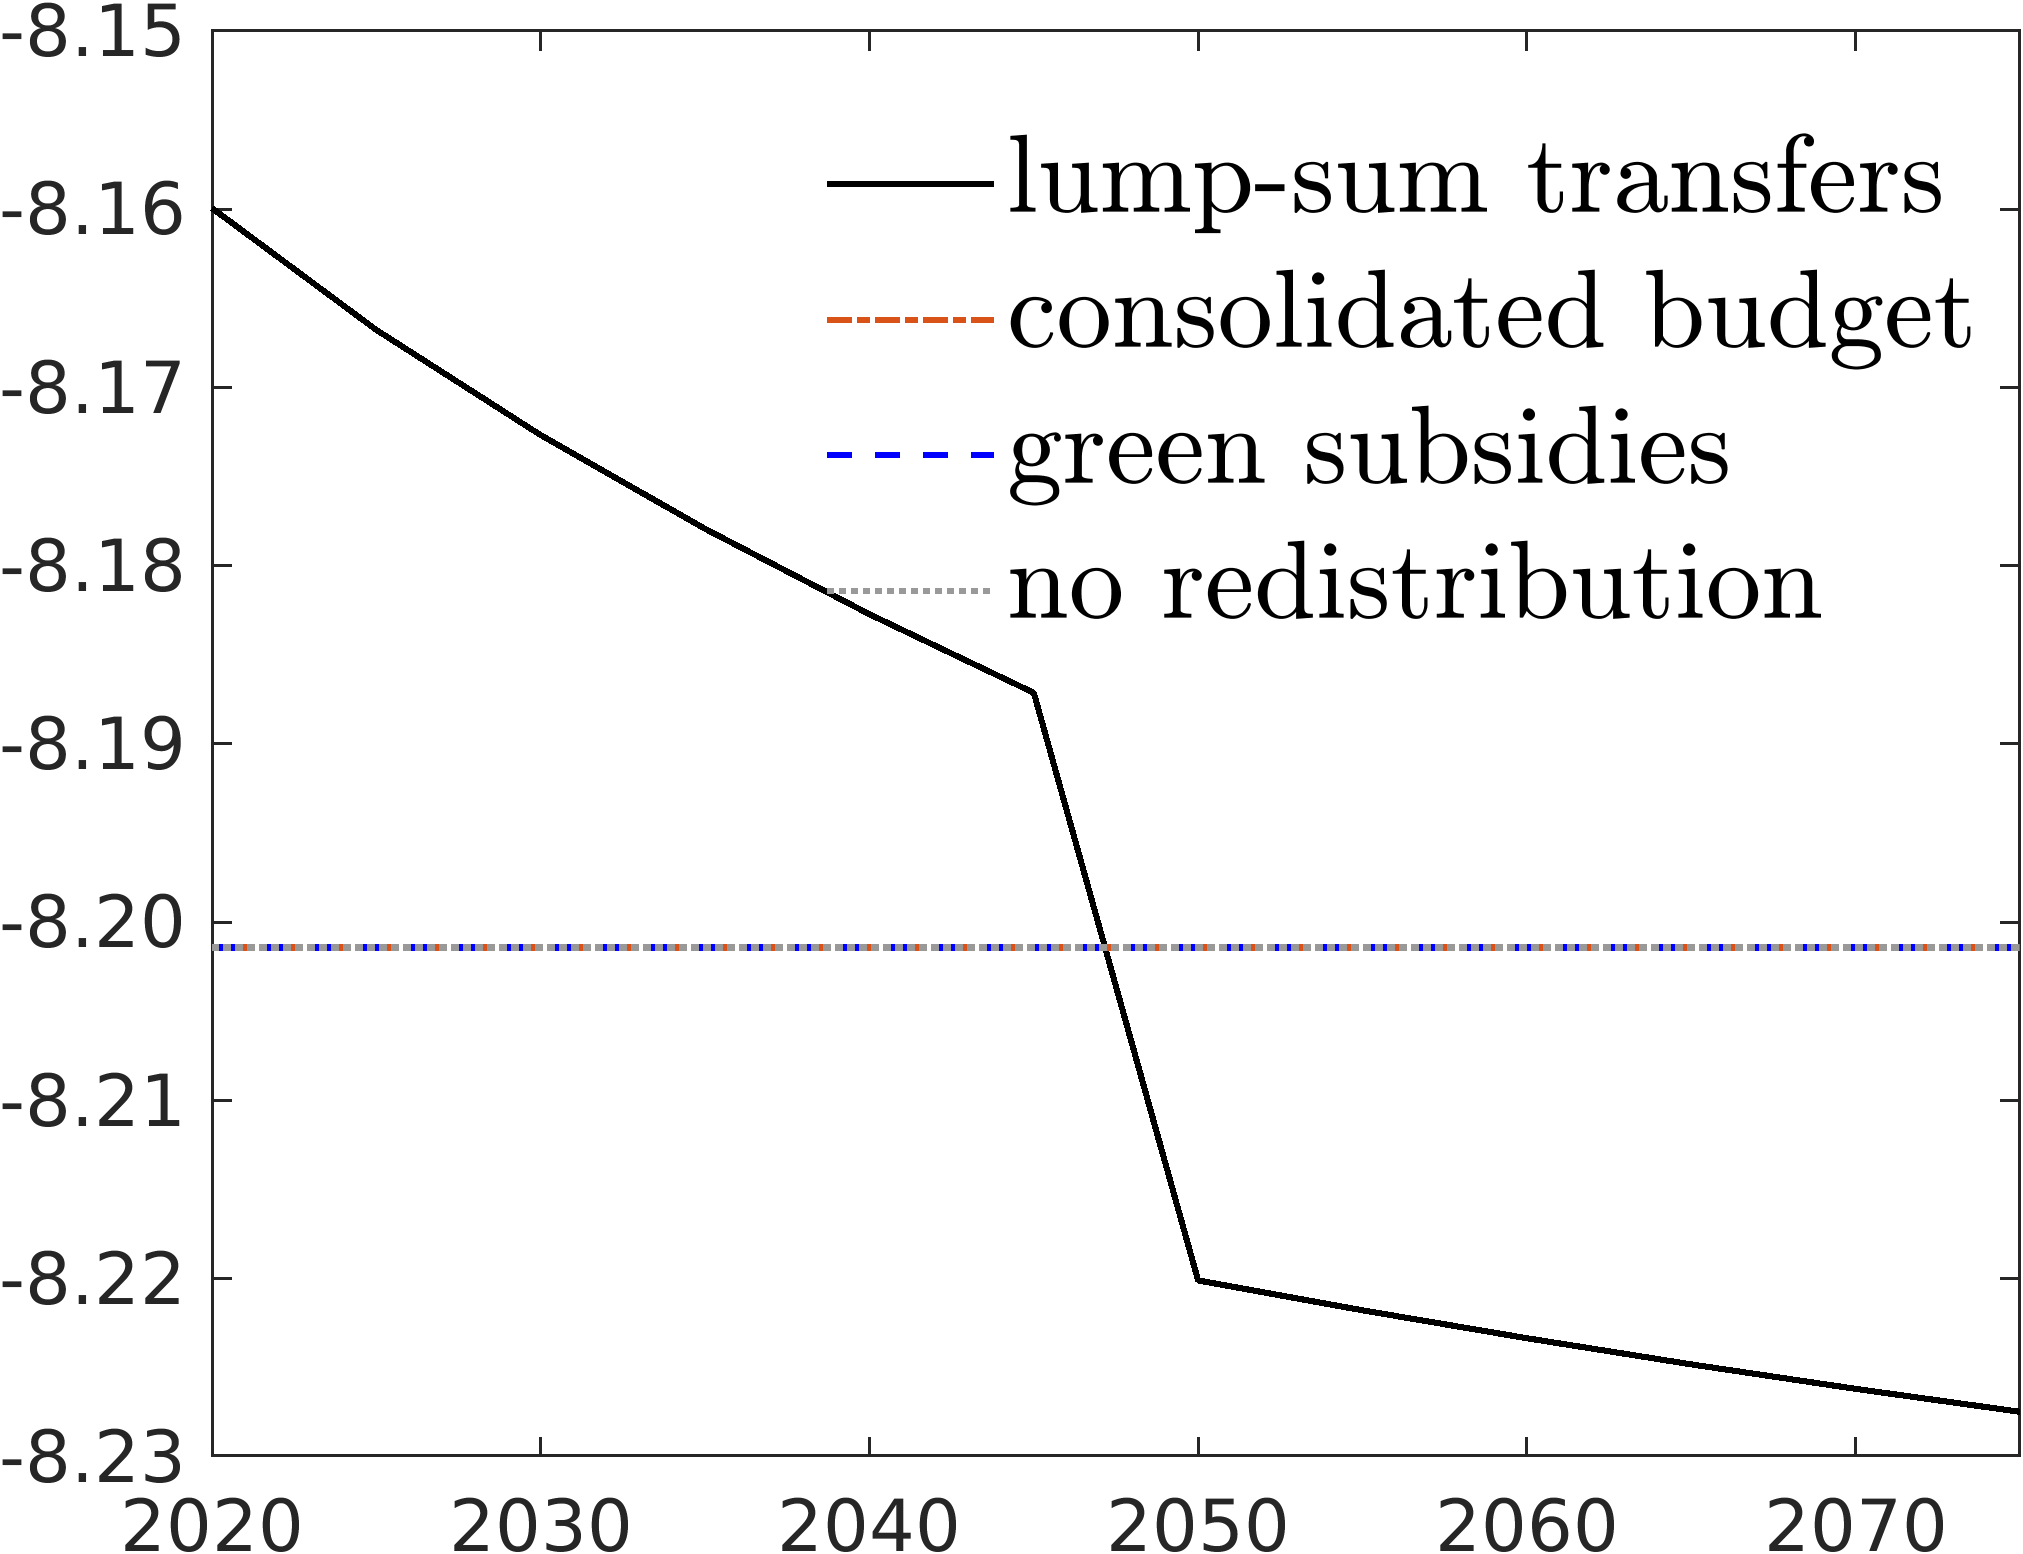 -8.15
-8.16
-8.17
-8.18
-8.19
-8.20
-8.21
-8.22
-8.23
lump-sum transfers
consolidated budget
green subsidies
no redistribution
2020 2030 2040 2050 2060 2070